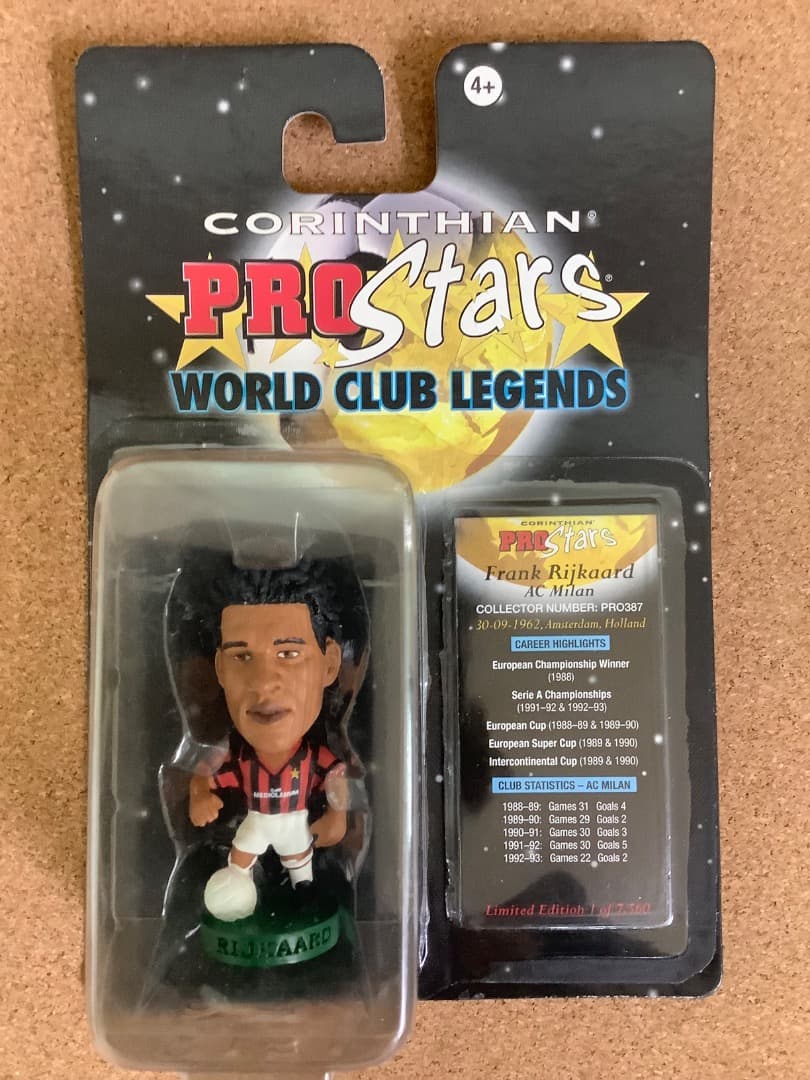 4+
CORINTHIAN®
PRO Stars®
WORLD CLUB LEGENDS
CORINTHIAN®
PRO Stars
Frank Rijkaard
AC Milan
COLLECTOR NUMBER: PRO387
30-09-1962, Amsterdam, Holland
CAREER HIGHLIGHTS
European Championship Winner
(1988)
Serie A Championships
(1991–92 & 1992–93)
European Cup (1988–89 & 1989–90)
European Super Cup (1989 & 1990)
Intercontinental Cup (1989 & 1990)
CLUB STATISTICS – AC MILAN
1988–89: Games 31 Goals 4
1989–90: Games 29 Goals 2
1990–91: Games 30 Goals 3
1991–92: Games 30 Goals 5
1992–93: Games 22 Goals 2
Limited Edition 1 of 7,560
MEDIOLANUM
RIJKAARD